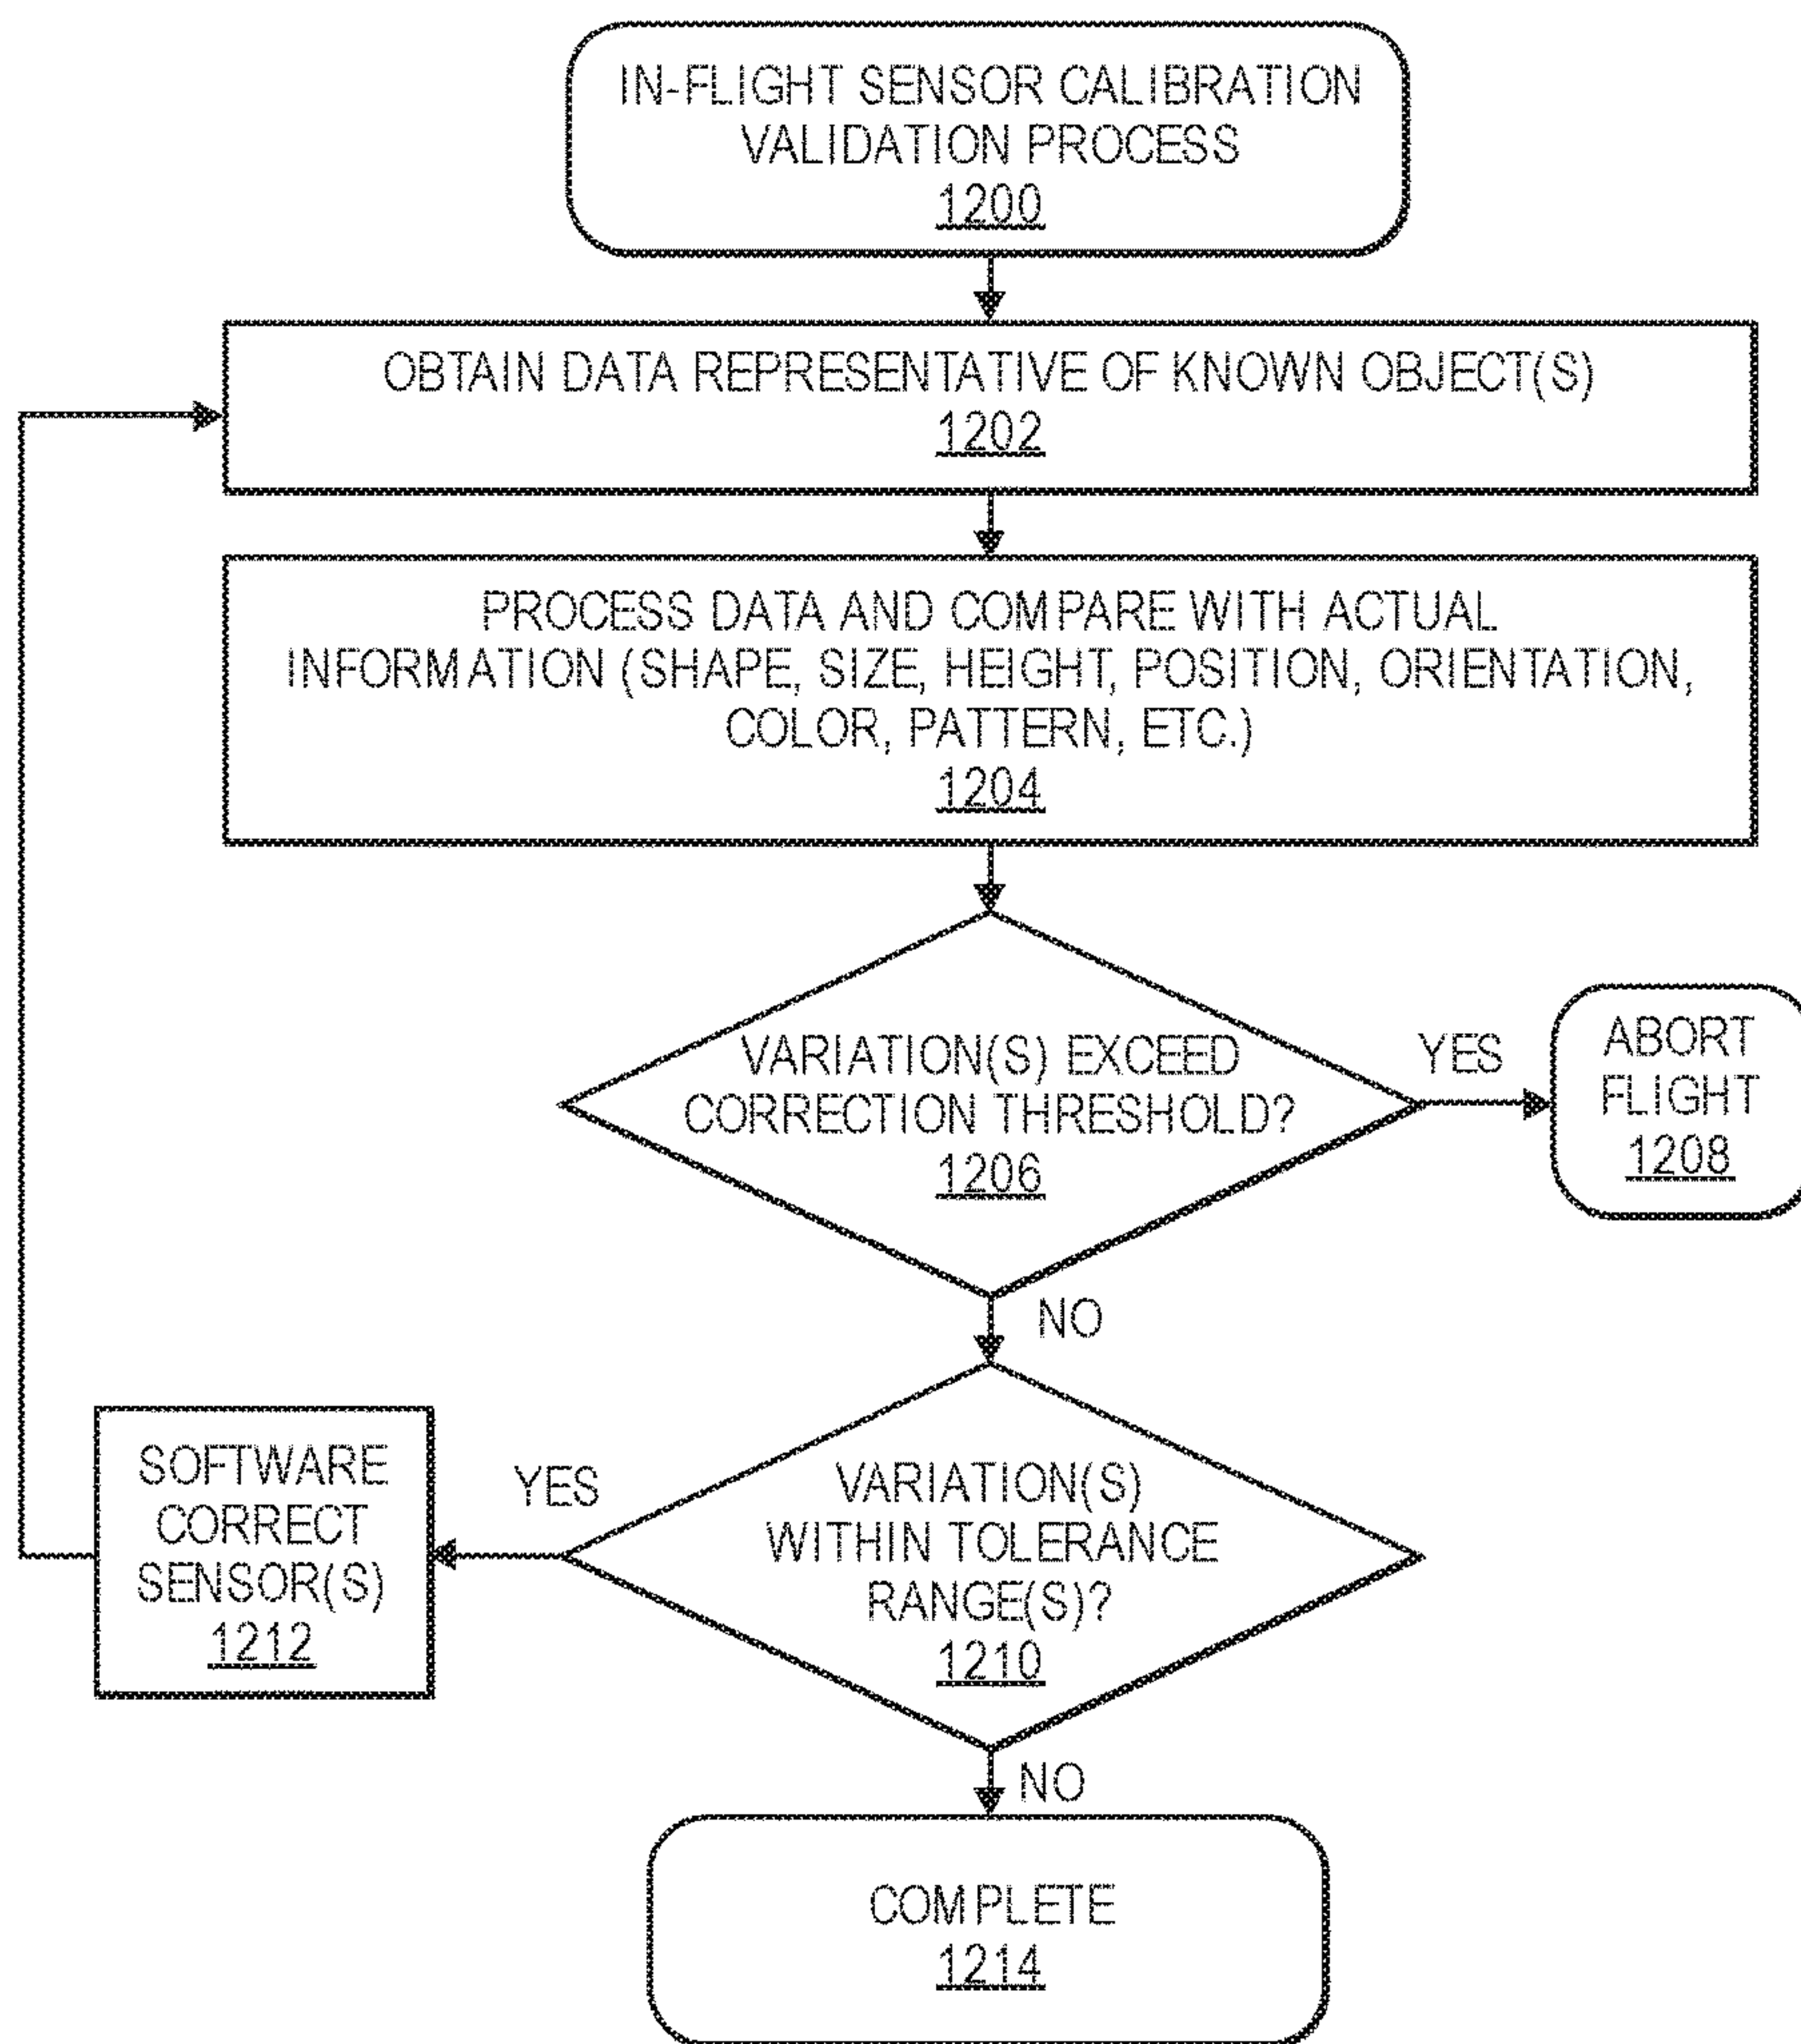 IN-FLIGHT SENSOR CALIBRATION
VALIDATION PROCESS
1200
OBTAIN DATA REPRESENTATIVE OF KNOWN OBJECT(S)
1202
PROCESS DATA AND COMPARE WITH ACTUAL
INFORMATION (SHAPE, SIZE, HEIGHT, POSITION, ORIENTATION,
COLOR, PATTERN, ETC.)
1204
VARIATION(S) EXCEED
CORRECTION THRESHOLD?
1206
YES
ABORT
FLIGHT
1208
NO
VARIATION(S)
WITHIN TOLERANCE
RANGE(S)?
1210
YES
SOFTWARE
CORRECT
SENSOR(S)
1212
NO
COMPLETE
1214